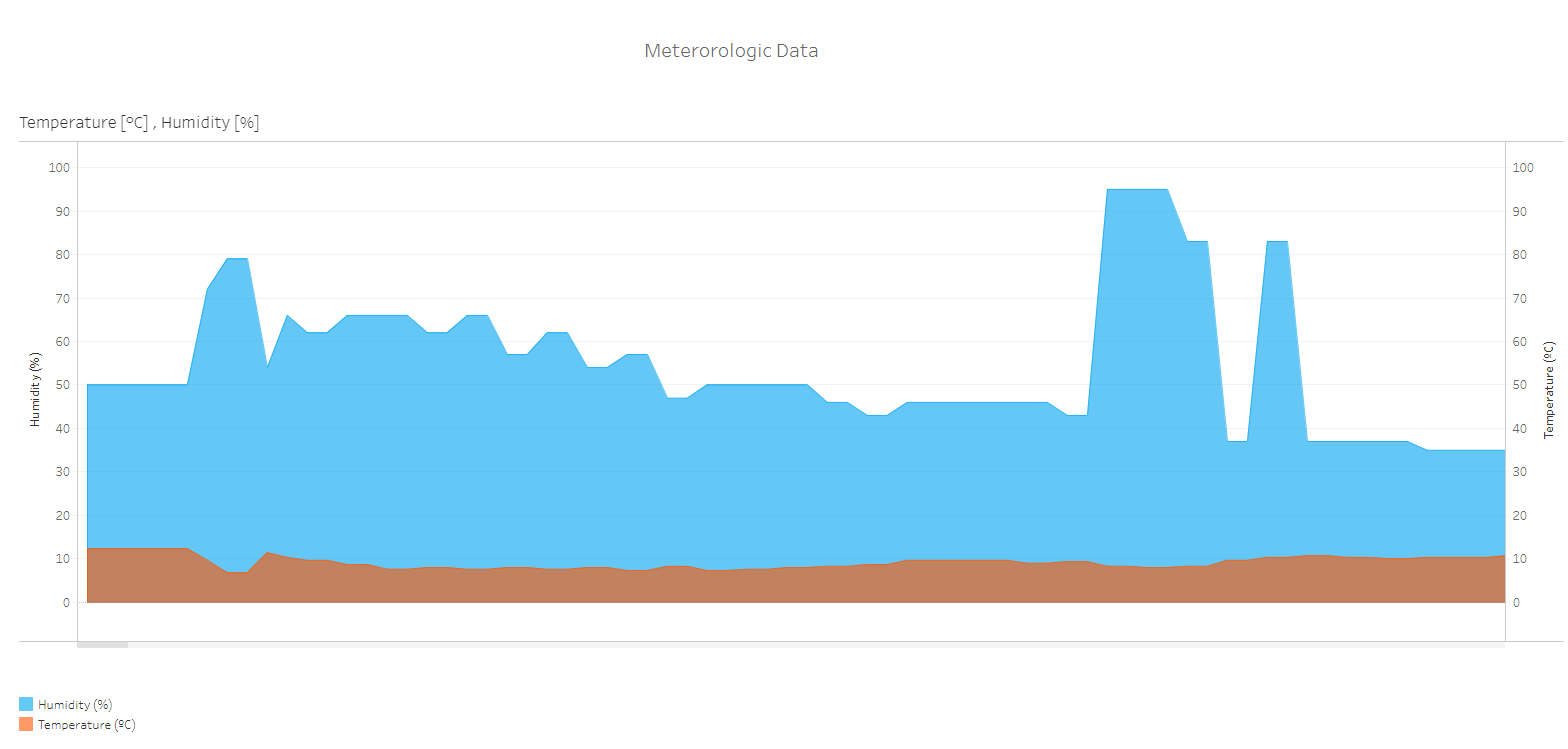 Meterorologic Data
Temperature [ºC] , Humidity [%]
100 100
90 90
80 80
70 70
60 60
50 50
40 40
30 30
20 20
10 10
0 0
Humidity (%)
Temperature (ºC)
Humidity (%)
Temperature (ºC)